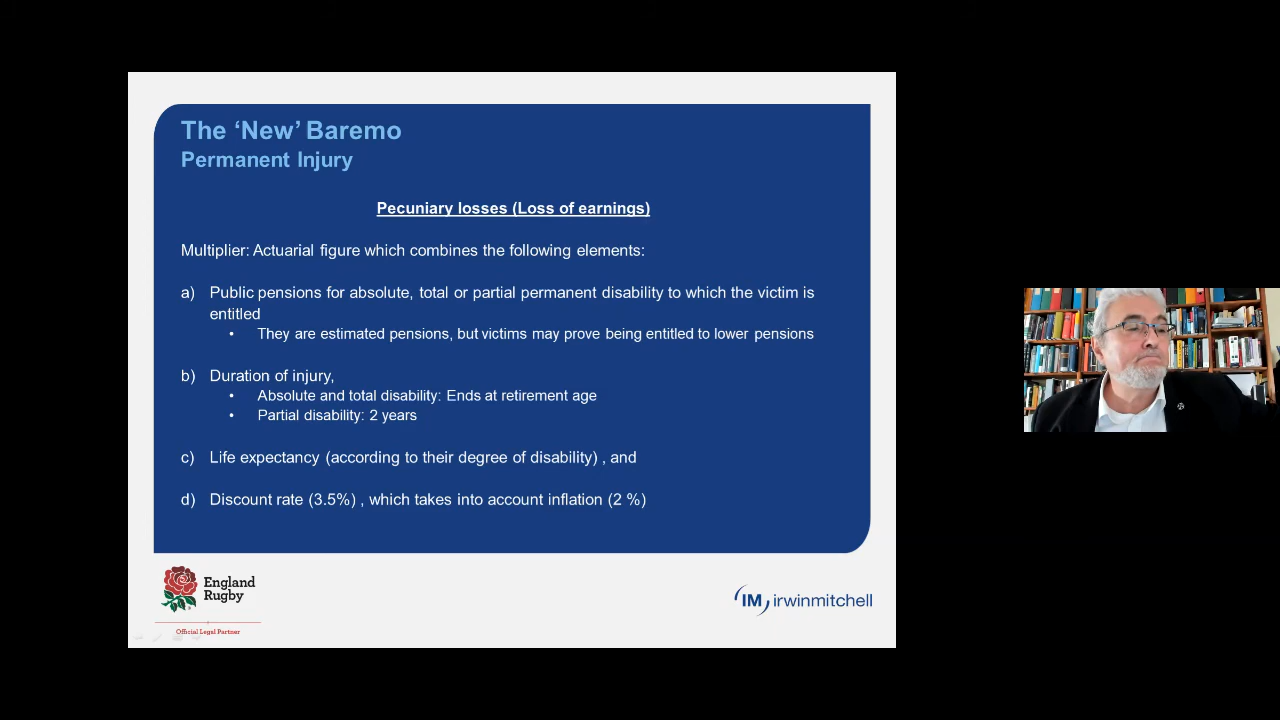 The ‘New’ Baremo
Permanent Injury
Pecuniary losses (Loss of earnings)
Multiplier: Actuarial figure which combines the following elements:
a) Public pensions for absolute, total or partial permanent disability to which the victim is
entitled
• They are estimated pensions, but victims may prove being entitled to lower pensions
b) Duration of injury,
• Absolute and total disability: Ends at retirement age
• Partial disability: 2 years
c) Life expectancy (according to their degree of disability) , and
d) Discount rate (3.5%) , which takes into account inflation (2 %)
England
Rugby
Official Legal Partner
IM irwinmitchell